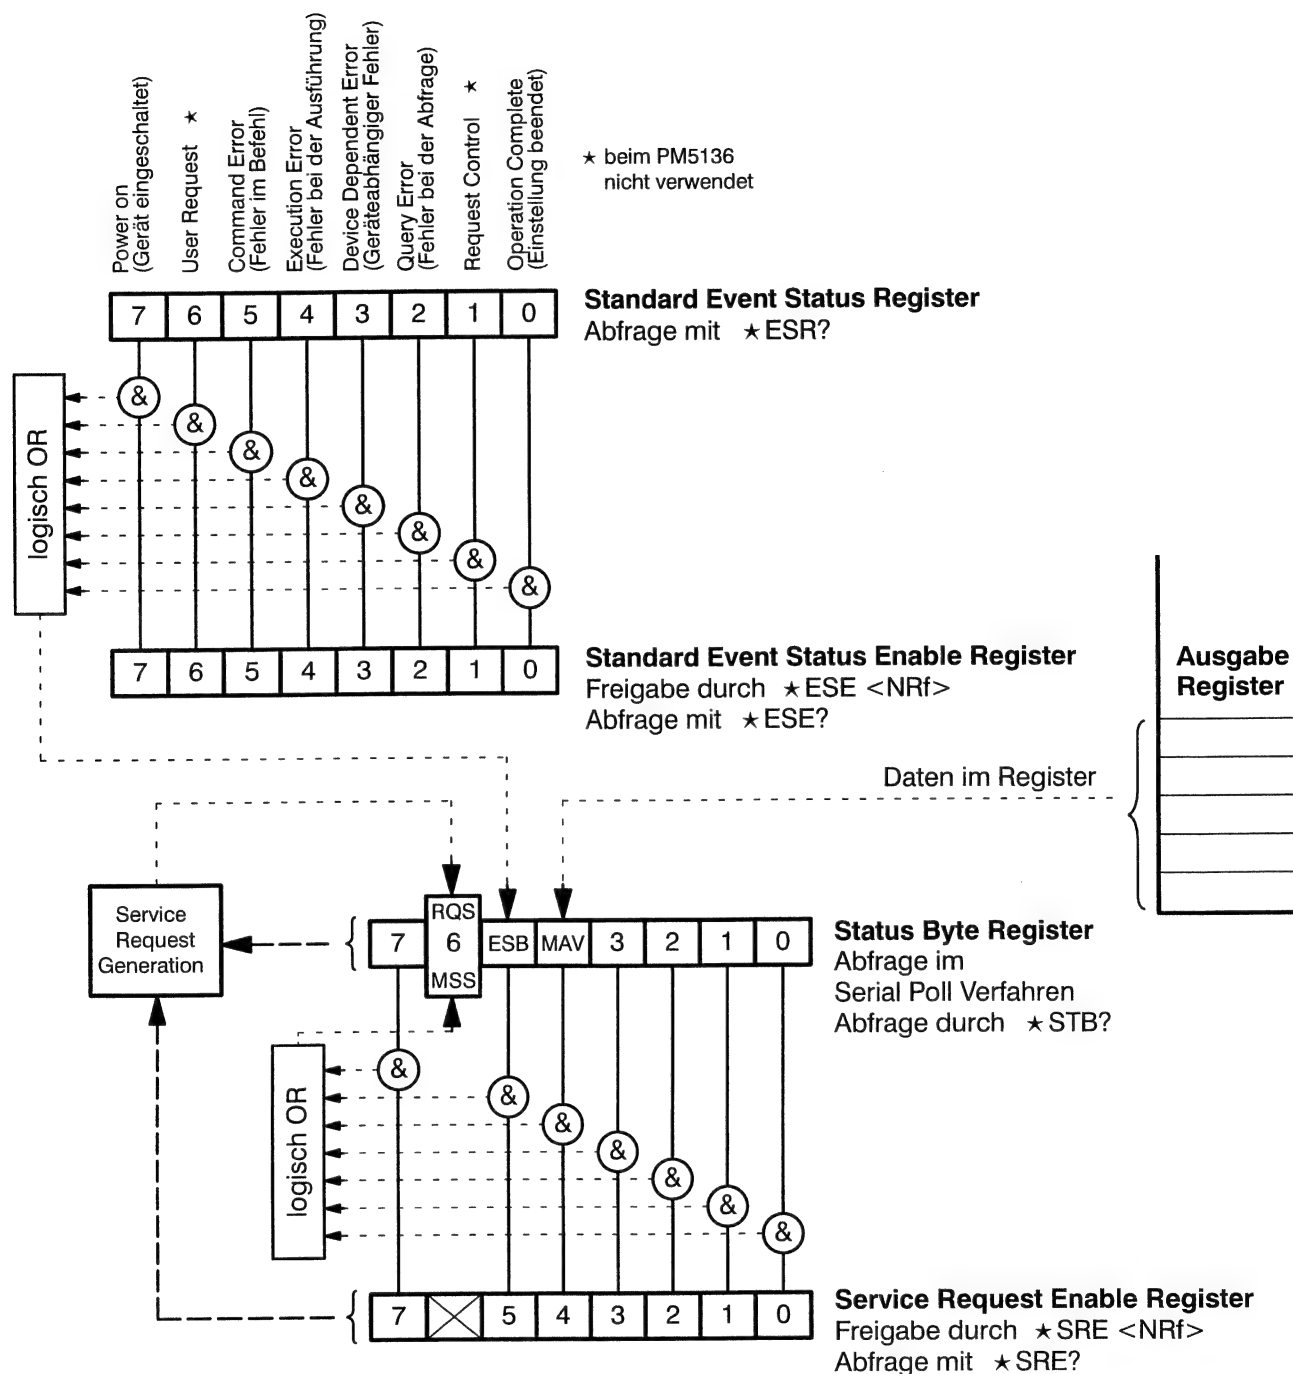 Power on
(Gerät eingeschaltet)
User Request ★
Command Error
(Fehler im Befehl)
Execution Error
(Fehler bei der Ausführung)
Device Dependent Error
(Geräteabhängiger Fehler)
Query Error
(Fehler bei der Abfrage)
Request Control ★
Operation Complete
(Einstellung beendet)
★ beim PM5136
nicht verwendet
7 6 5 4 3 2 1 0
Standard Event Status Register
Abfrage mit ★ESR?
logisch OR
& & & & & & & &
7 6 5 4 3 2 1 0
Standard Event Status Enable Register
Freigabe durch ★ESE <NRf>
Abfrage mit ★ESE?
Ausgabe
Register
Daten im Register
Service
Request
Generation
7 RQS 6 MSS ESB MAV 3 2 1 0
Status Byte Register
Abfrage im
Serial Poll Verfahren
Abfrage durch ★STB?
logisch OR
& & & & & & &
7 5 4 3 2 1 0
Service Request Enable Register
Freigabe durch ★SRE <NRf>
Abfrage mit ★SRE?